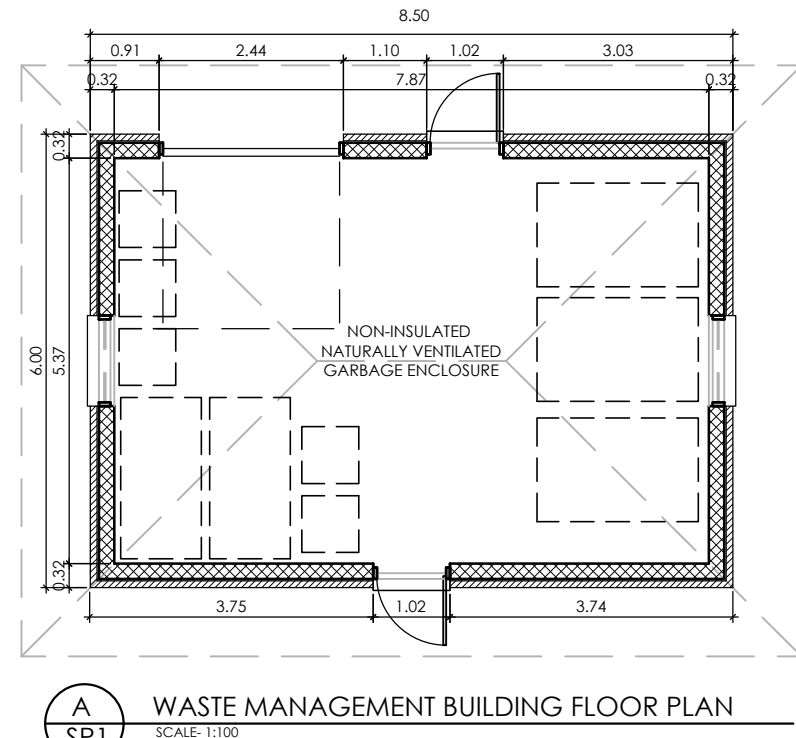 8.50
0.91 2.44 1.10 1.02 3.03
0.32 7.87 0.32
0.32
6.00 5.37
0.32
NON-INSULATED
NATURALLY VENTILATED
GARBAGE ENCLOSURE
3.75 1.02 3.74
A
SP1
WASTE MANAGEMENT BUILDING FLOOR PLAN
SCALE- 1:100